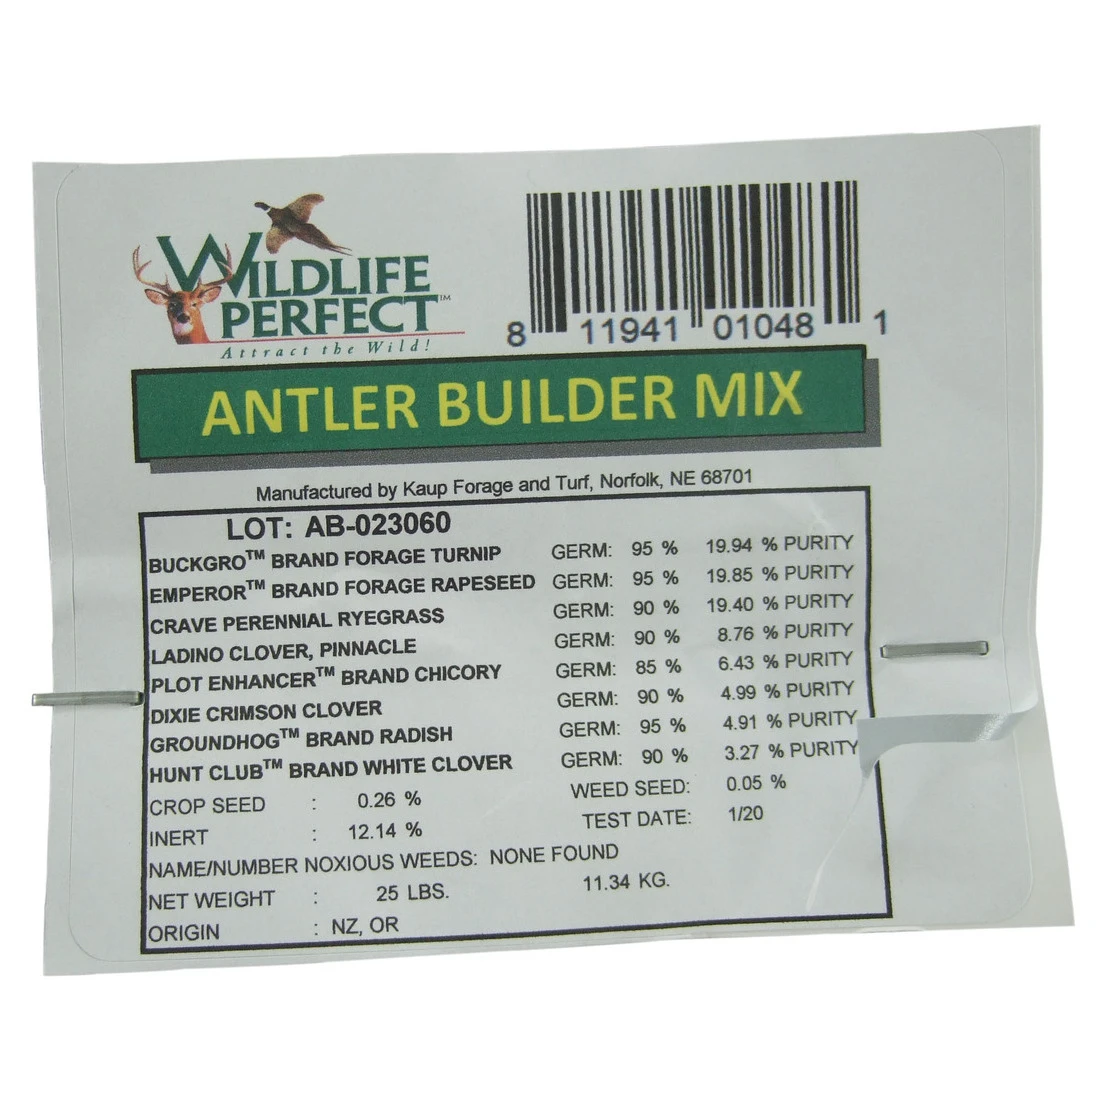 WILDLIFE
PERFECT™
Attract the Wild!
8 11941 01048 1
ANTLER BUILDER MIX
Manufactured by Kaup Forage and Turf, Norfolk, NE 68701
LOT: AB-023060
BUCKGRO™ BRAND FORAGE TURNIP GERM: 95 % 19.94 % PURITY
EMPEROR™ BRAND FORAGE RAPESEED GERM: 95 % 19.85 % PURITY
CRAVE PERENNIAL RYEGRASS GERM: 90 % 19.40 % PURITY
LADINO CLOVER, PINNACLE GERM: 90 % 8.76 % PURITY
PLOT ENHANCER™ BRAND CHICORY GERM: 85 % 6.43 % PURITY
DIXIE CRIMSON CLOVER GERM: 90 % 4.99 % PURITY
GROUNDHOG™ BRAND RADISH GERM: 95 % 4.91 % PURITY
HUNT CLUB™ BRAND WHITE CLOVER GERM: 90 % 3.27 % PURITY
CROP SEED : 0.26 % WEED SEED: 0.05 %
INERT : 12.14 % TEST DATE: 1/20
NAME/NUMBER NOXIOUS WEEDS: NONE FOUND
NET WEIGHT : 25 LBS. 11.34 KG.
ORIGIN : NZ, OR